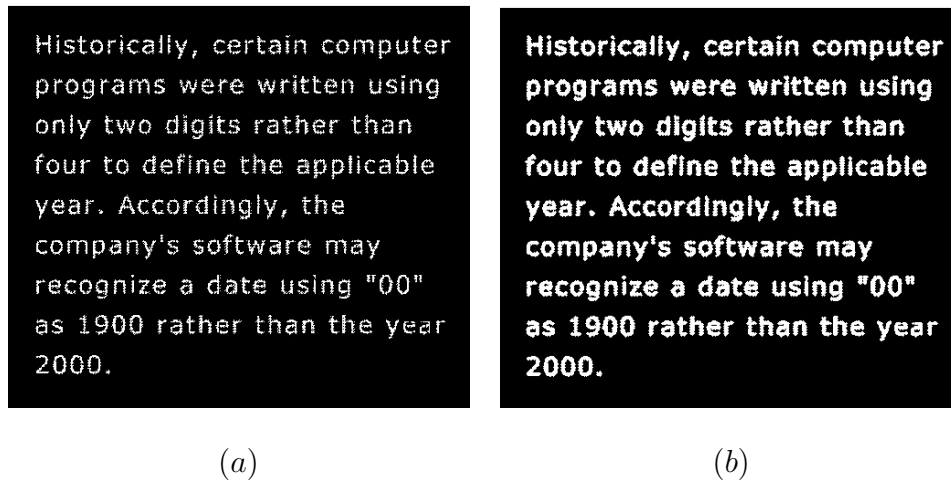 Historically, certain computer
programs were written using
only two digits rather than
four to define the applicable
year. Accordingly, the
company's software may
recognize a date using "00"
as 1900 rather than the year
2000.
(a)
Historically, certain computer
programs were written using
only two digits rather than
four to define the applicable
year. Accordingly, the
company's software may
recognize a date using "00"
as 1900 rather than the year
2000.
(b)